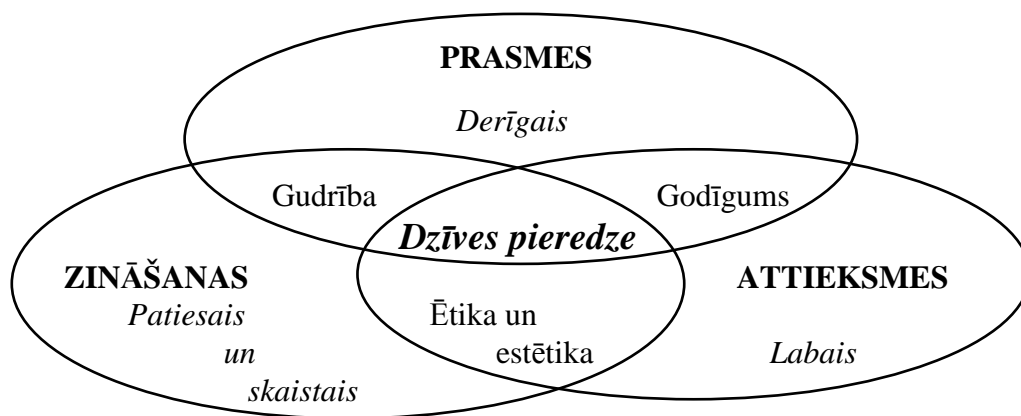 PRASMES
Derīgais
Gudrība
Godīgums
Dzīves pieredze
ZINĀŠANAS
Patiesais
un
skaistais
Ētika un
estētika
ATTIEKSMES
Labais